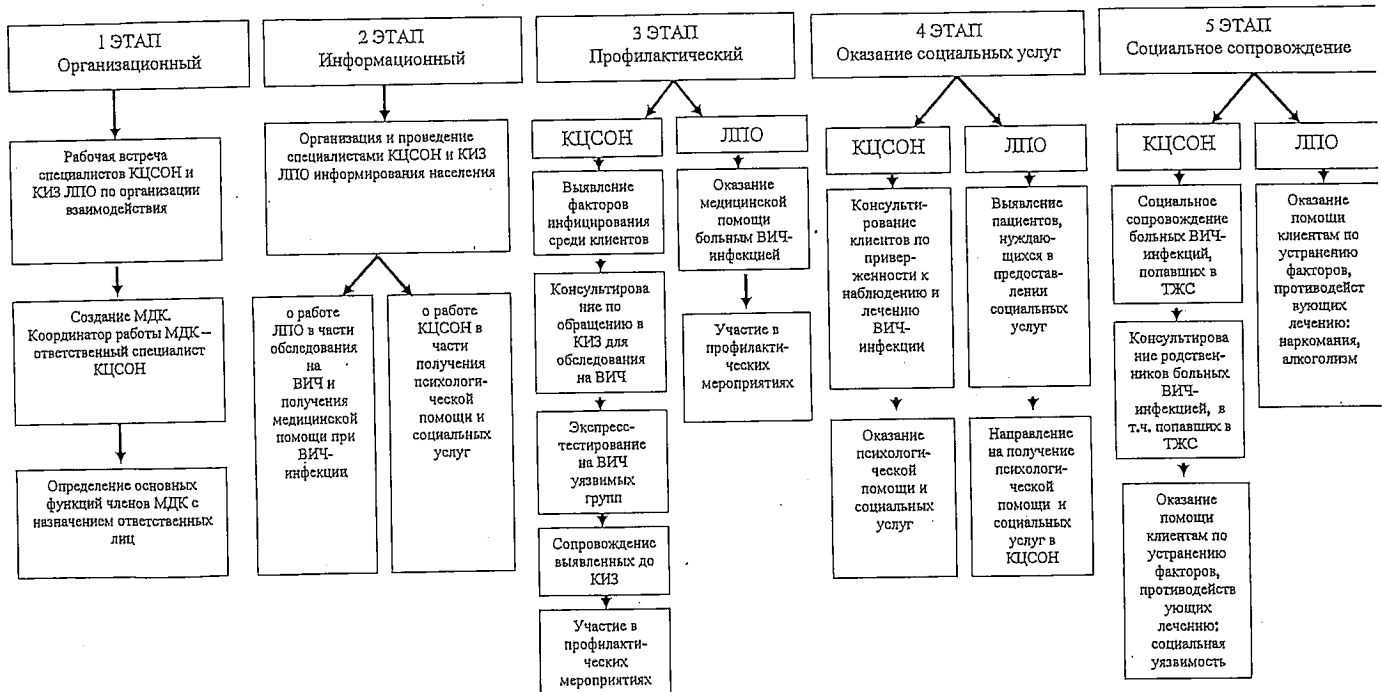 1 ЭТАП
Организационный
Рабочая встреча
специалистов КЦСОН и
КИЗ ЛПО по организации
взаимодействия
Создание МДК.
Координатор работы МДК –
ответственный специалист
КЦСОН
Определение основных
функций членов МДК с
назначением ответственных
лиц
2 ЭТАП
Информационный
Организация и проведение
специалистами КЦСОН и КИЗ
ЛПО информирования населения
о работе
ЛПО в части
обследования
на
ВИЧ и
получения
медицинской
помощи при
ВИЧ-
инфекции
о работе
КЦСОН в
части
получения
психологи-
ческой
помощи и
социальных
услуг
3 ЭТАП
Профилактический
КЦСОН
Выявление
факторов
инфицирования
среди клиентов
Консультирова
ние по
обращению в
КИЗ для
обследования
на ВИЧ
Экспресс-
тестирование
на ВИЧ
уязвимых
групп
Сопровождение
выявленных до
КИЗ
Участие в
профилакти-
ческих
мероприятиях
ЛПО
Оказание
медицинской
помощи
больным ВИЧ-
инфекцией
Участие в
профилакти-
ческих
мероприятиях
4 ЭТАП
Оказание социальных услуг
КЦСОН
Консульти-
рование
клиентов по
привер-
женности к
наблюдению и
лечению
ВИЧ-
инфекции
Оказание
психологи-
ческой
помощи и
социальных
услуг
ЛПО
Выявление
пациентов,
нуждаю-
щихся в
предостав-
лении
социальных
услуг
Направление
на получение
психологи-
ческой
помощи и
социальных
услуг в
КЦСОН
5 ЭТАП
Социальное сопровождение
КЦСОН
Социальное
сопровождение
больных ВИЧ-
инфекций,
попавших в
ТЖС
Консультирова
ние родствен-
ников больных
ВИЧ-
инфекцией, в
т.ч. попавших в
ТЖС
Оказание
помощи
клиентам по
устранению
факторов,
противодейств
ующих
лечению:
социальная
уязвимость
ЛПО
Оказание
помощи
клиентам по
устранению
факторов,
противодейст
вующих
лечению:
наркомания,
алкоголизм